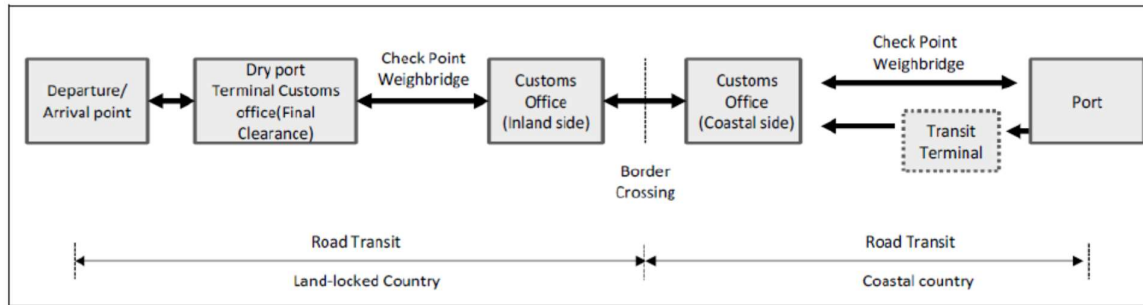 Departure/
Arrival point
Dry port
Terminal Customs
office(Final
Clearance)
Check Point
Weighbridge
Customs
Office
(Inland side)
Border
Crossing
Customs
Office
(Coastal side)
Check Point
Weighbridge
Transit
Terminal
Port
Road Transit
Land-locked Country
Road Transit
Coastal country